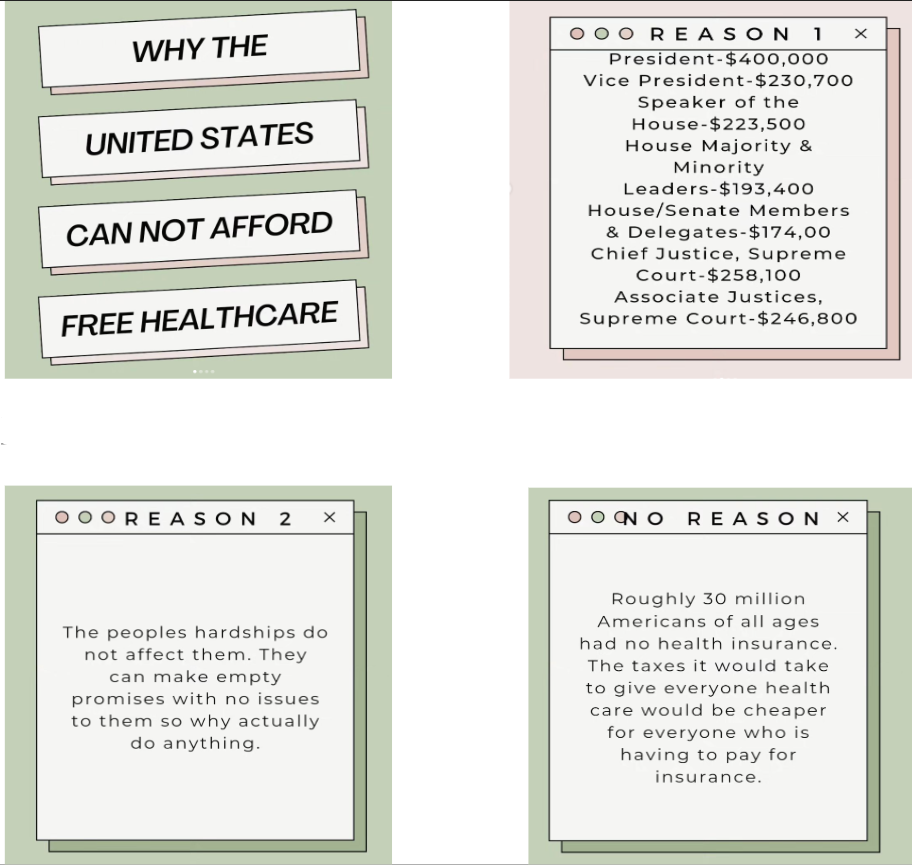 WHY THE
UNITED STATES
CAN NOT AFFORD
FREE HEALTHCARE
REASON 1
President-$400,000
Vice President-$230,700
Speaker of the
House-$223,500
House Majority &
Minority
Leaders-$193,400
House/Senate Members
& Delegates-$174,00
Chief Justice, Supreme
Court-$258,100
Associate Justices,
Supreme Court-$246,800
REASON 2
The peoples hardships do
not affect them. They
can make empty
promises with no issues
to them so why actually
do anything.
NO REASON
Roughly 30 million
Americans of all ages
had no health insurance.
The taxes it would take
to give everyone health
care would be cheaper
for everyone who is
having to pay for
insurance.